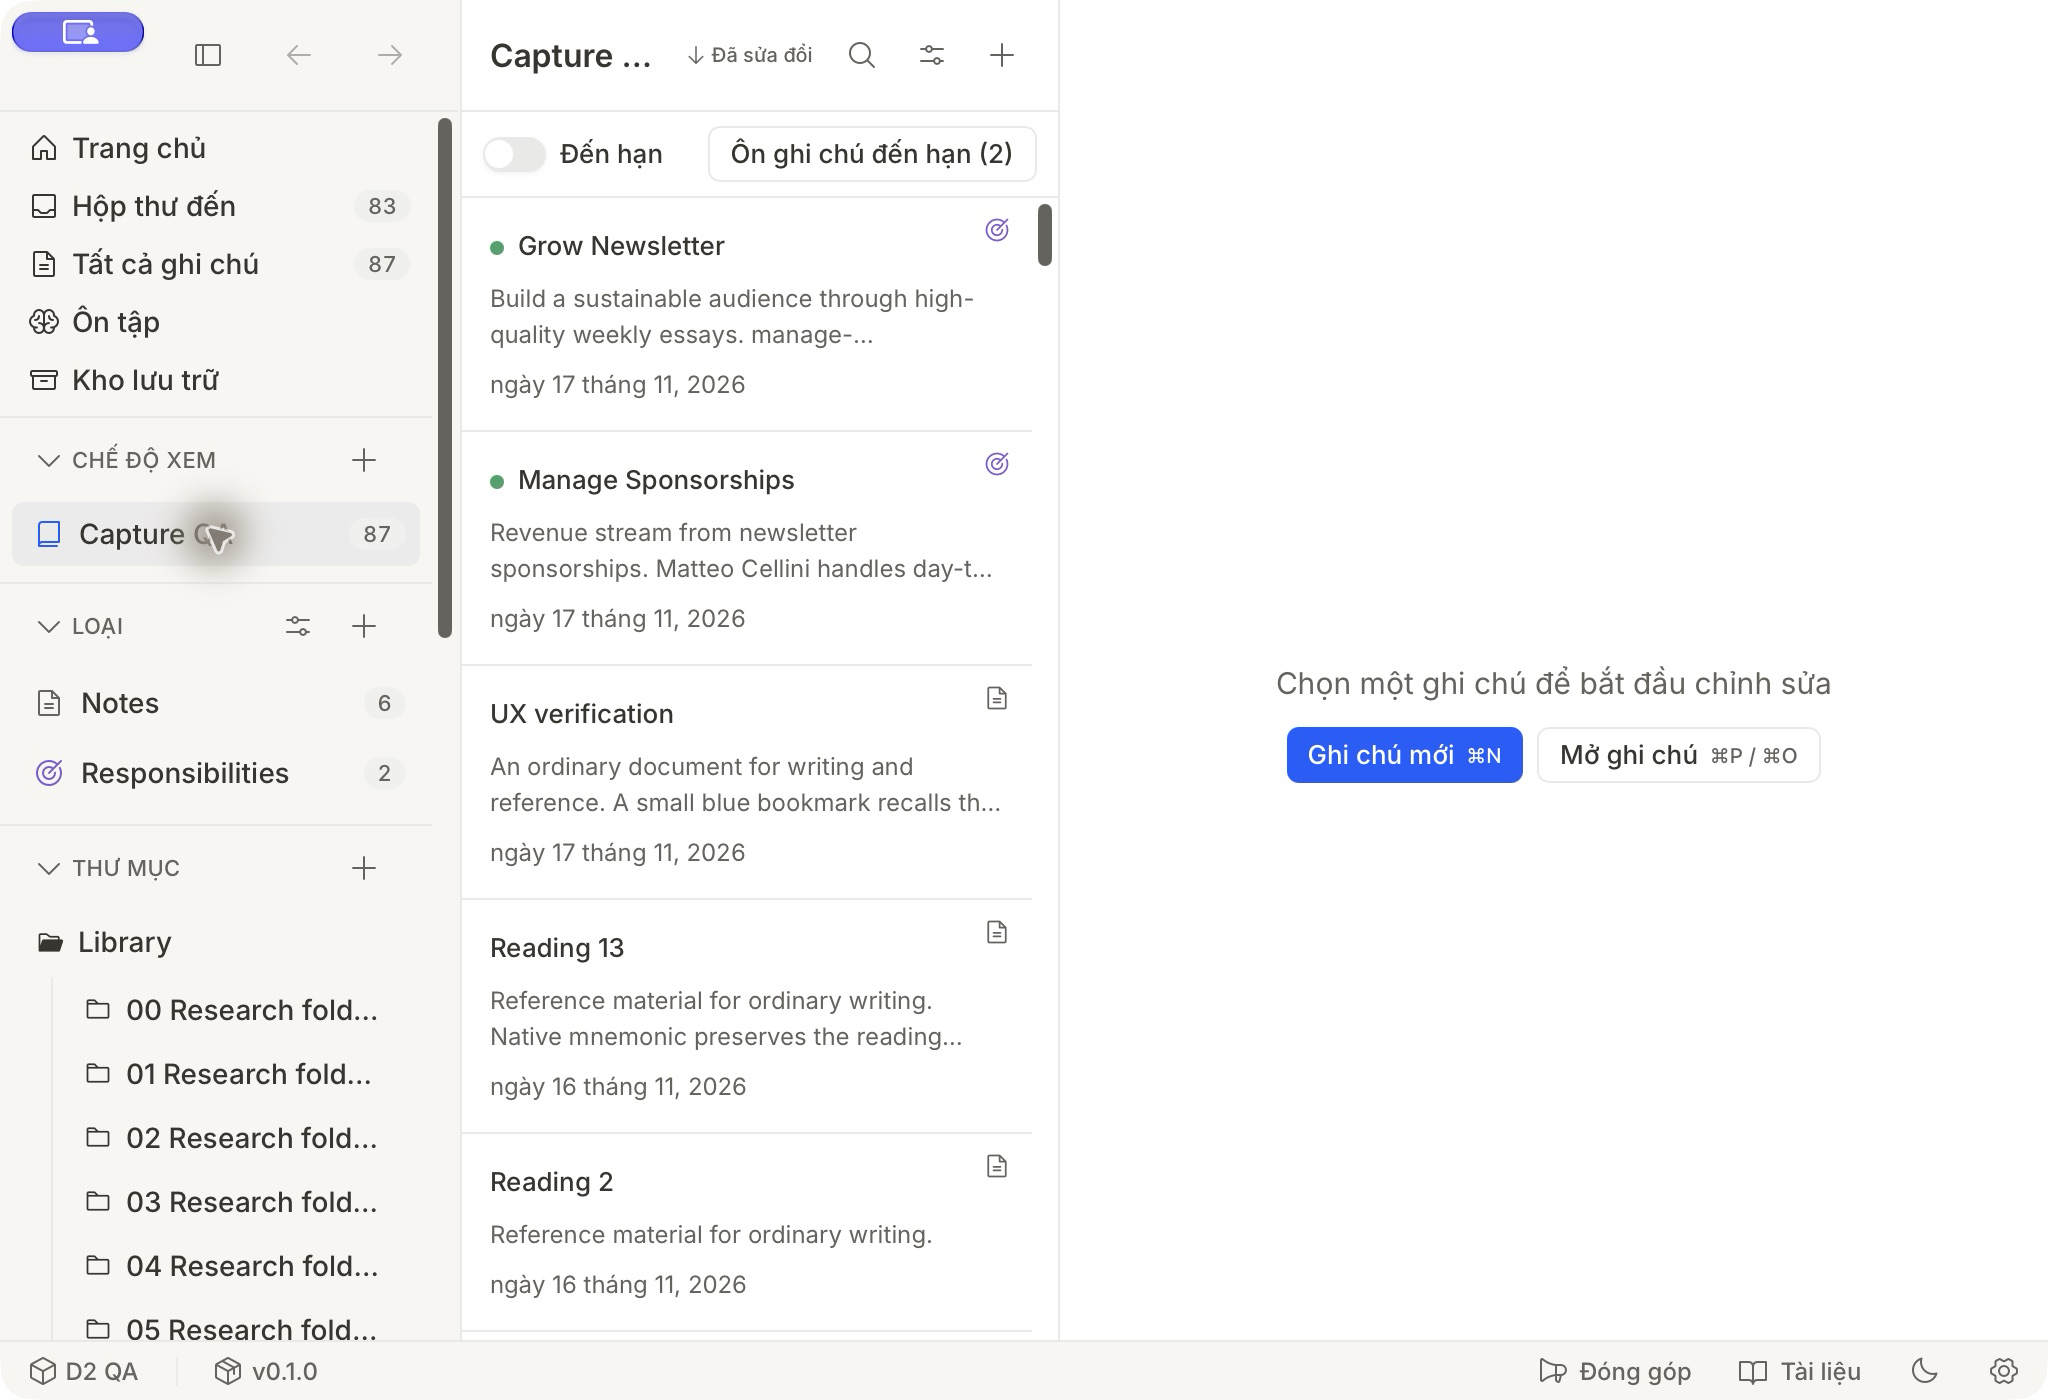 Trang chủ
Hộp thư đến 83
Tất cả ghi chú 87
Ôn tập
Kho lưu trữ
CHẾ ĐỘ XEM
Capture 87
LOẠI
Notes 6
Responsibilities 2
THƯ MỤC
Library
00 Research fold...
01 Research fold...
02 Research fold...
03 Research fold...
04 Research fold...
05 Research fold...
Capture ...
Đã sửa đổi
Đến hạn
Ôn ghi chú đến hạn (2)
Grow Newsletter
Build a sustainable audience through high-
quality weekly essays. manage-...
ngày 17 tháng 11, 2026
Manage Sponsorships
Revenue stream from newsletter
sponsorships. Matteo Cellini handles day-t...
ngày 17 tháng 11, 2026
UX verification
An ordinary document for writing and
reference. A small blue bookmark recalls th...
ngày 17 tháng 11, 2026
Reading 13
Reference material for ordinary writing.
Native mnemonic preserves the reading...
ngày 16 tháng 11, 2026
Reading 2
Reference material for ordinary writing.
ngày 16 tháng 11, 2026
Chọn một ghi chú để bắt đầu chỉnh sửa
Ghi chú mới ⌘N
Mở ghi chú ⌘P / ⌘O
D2 QA
v0.1.0
Đóng góp
Tài liệu